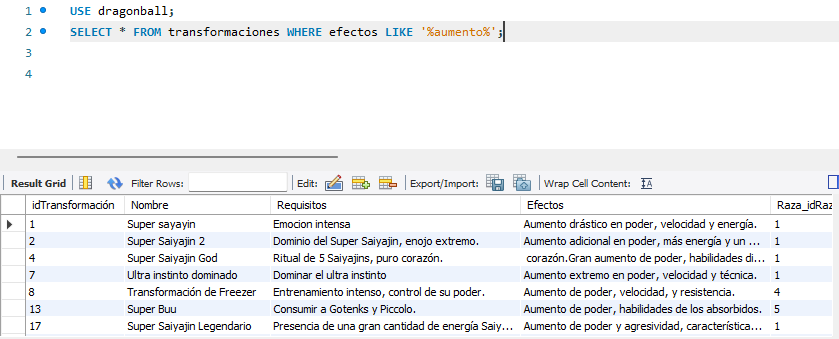 1 USE dragonball;
2 SELECT * FROM transformaciones WHERE efectos LIKE '%aumento%';
3
4
Result Grid Filter Rows: Edit: Export/Import: Wrap Cell Content:
idTransformación Nombre Requisitos Efectos Raza_idRaz
1 Super sayayin Emocion intensa Aumento drástico en poder, velocidad y energía. 1
2 Super Saiyajin 2 Dominio del Super Saiyajin, enojo extremo. Aumento adicional en poder, más energía y un ... 1
4 Super Saiyajin God Ritual de 5 Saiyajins, puro corazón. corazón.Gran aumento de poder, habilidades di... 1
7 Ultra instinto dominado Dominar el ultra instinto Aumento extremo en poder, velocidad y técnica. 1
8 Transformación de Freezer Entrenamiento intenso, control de su poder. Aumento de poder, velocidad, y resistencia. 4
13 Super Buu Consumir a Gotenks y Piccolo. Aumento de poder, habilidades de los absorbidos. 5
17 Super Saiyajin Legendario Presencia de una gran cantidad de energía Saiy... Aumento de poder y agresividad, característica... 1